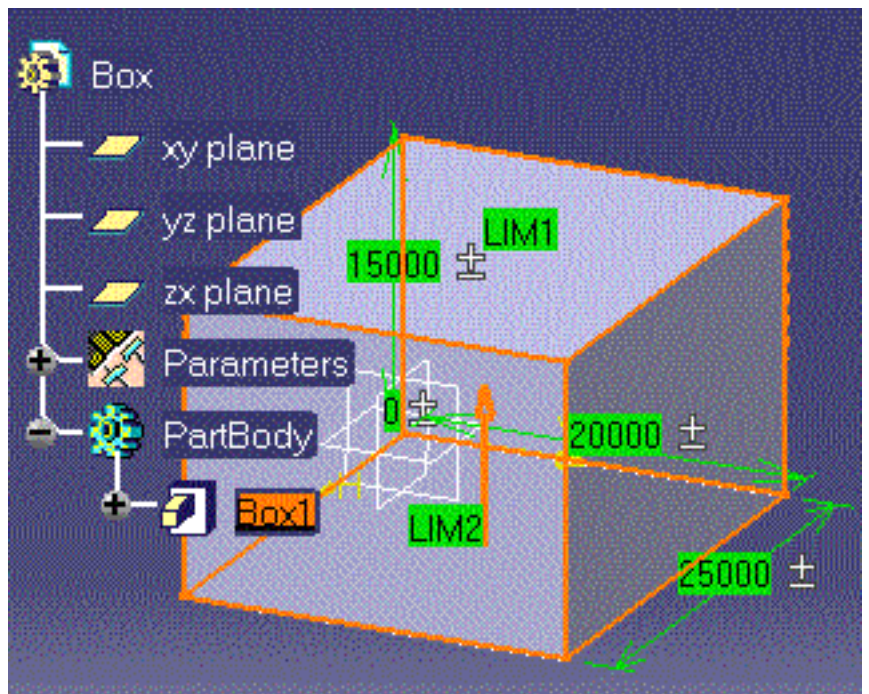 Box
xy plane
yz plane
LIM1
15000 ±
zx plane
Parameters
0 ±
PartBody
20000 ±
H
Box1
LIM2
25000 ±